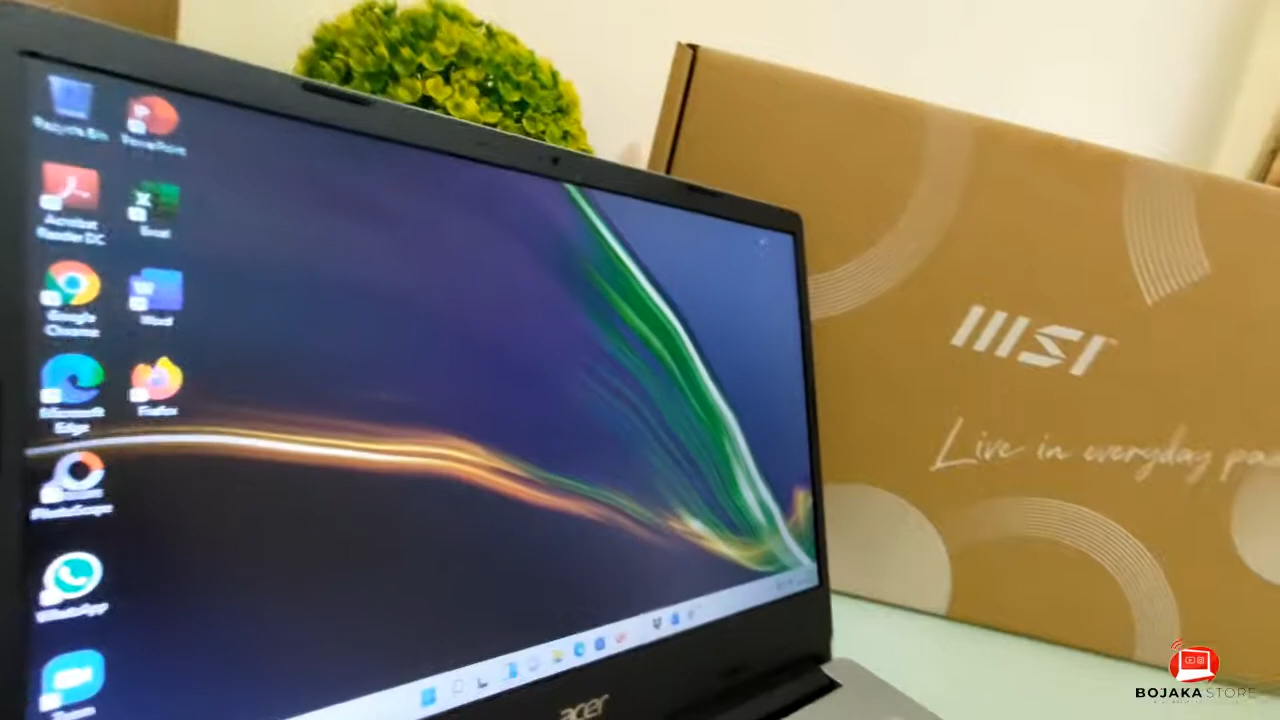 Recycle Bin
PowerPoint
Acrobat
Reader DC
Excel
Google
Chrome
Word
Microsoft
Edge
Firefox
PhotoScape
WhatsApp
Zoom
acer
msi
Live in everyday
BOJAKA STORE